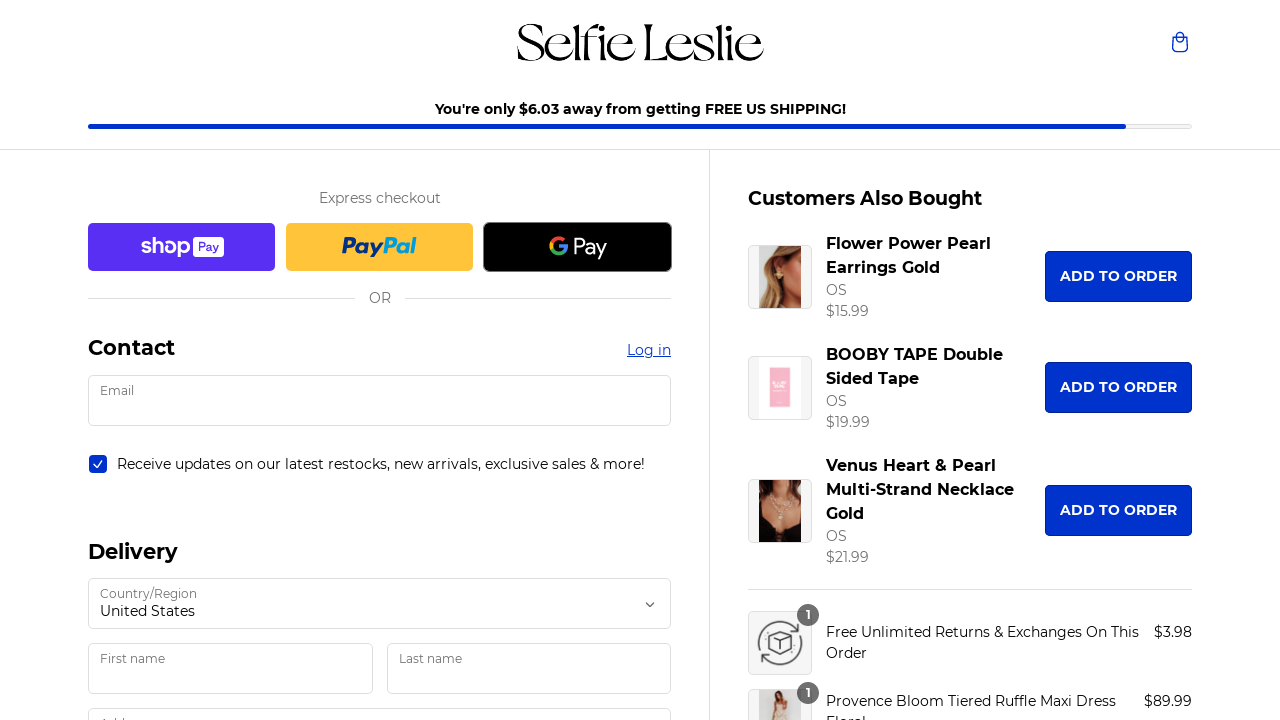 Selfie Leslie
You're only $6.03 away from getting FREE US SHIPPING!
Express checkout
shop Pay
PayPal
G Pay
OR
Contact
Log in
Email
Receive updates on our latest restocks, new arrivals, exclusive sales & more!
Delivery
Country/Region
United States
First name
Last name
Customers Also Bought
Flower Power Pearl
Earrings Gold
OS
$15.99
ADD TO ORDER
BOOBY TAPE Double
Sided Tape
OS
$19.99
ADD TO ORDER
Venus Heart & Pearl
Multi-Strand Necklace
Gold
OS
$21.99
ADD TO ORDER
1
Free Unlimited Returns & Exchanges On This
Order
$3.98
1
Provence Bloom Tiered Ruffle Maxi Dress
$89.99